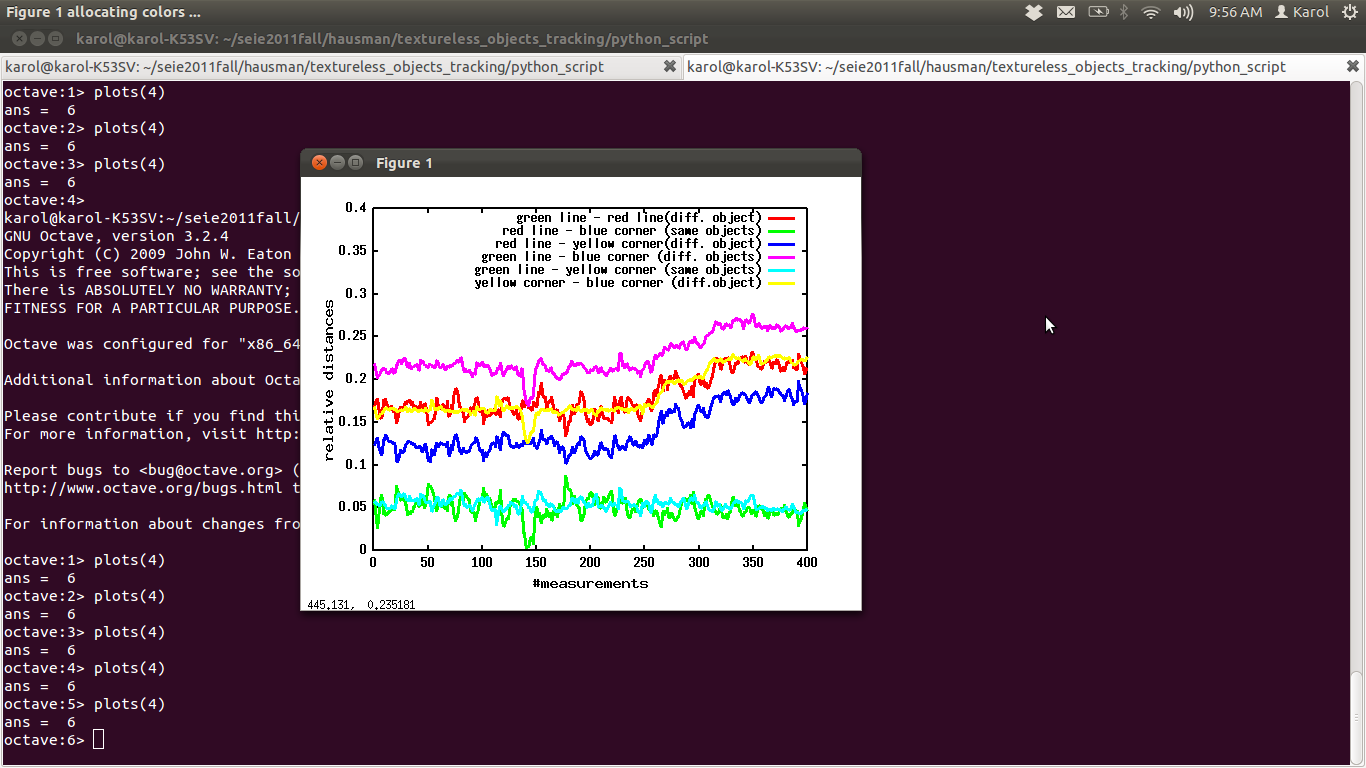 Figure 1 allocating colors ...
9:56 AM Karol
karol@karol-K53SV: ~/seie2011fall/hausman/textureless_objects_tracking/python_script
karol@karol-K53SV: ~/seie2011fall/hausman/textureless_objects_tracking/python_script
karol@karol-K53SV: ~/seie2011fall/hausman/textureless_objects_tracking/python_script
octave:1> plots(4)
ans =  6
octave:2> plots(4)
ans =  6
octave:3> plots(4)
ans =  6
octave:4>
karol@karol-K53SV:~/seie2011fall/
GNU Octave, version 3.2.4
Copyright (C) 2009 John W. Eaton
This is free software; see the so
There is ABSOLUTELY NO WARRANTY;
FITNESS FOR A PARTICULAR PURPOSE.
Octave was configured for "x86_64
Additional information about Octa
Please contribute if you find thi
For more information, visit http:
Report bugs to <bug@octave.org> (
http://www.octave.org/bugs.html t
For information about changes fro
octave:1> plots(4)
ans =  6
octave:2> plots(4)
ans =  6
octave:3> plots(4)
ans =  6
octave:4> plots(4)
ans =  6
octave:5> plots(4)
ans =  6
octave:6>
Figure 1
green line - red line(diff. object)
red line - blue corner (same objects)
red line - yellow corner(diff. object)
green line - blue corner (diff. objects)
green line - yellow corner (same objects)
yellow corner - blue corner (diff.object)
0.4
0.35
0.3
0.25
0.2
0.15
0.1
0.05
0
relative distances
0 50 100 150 200 250 300 350 400
#measurements
445.131,  0.235181